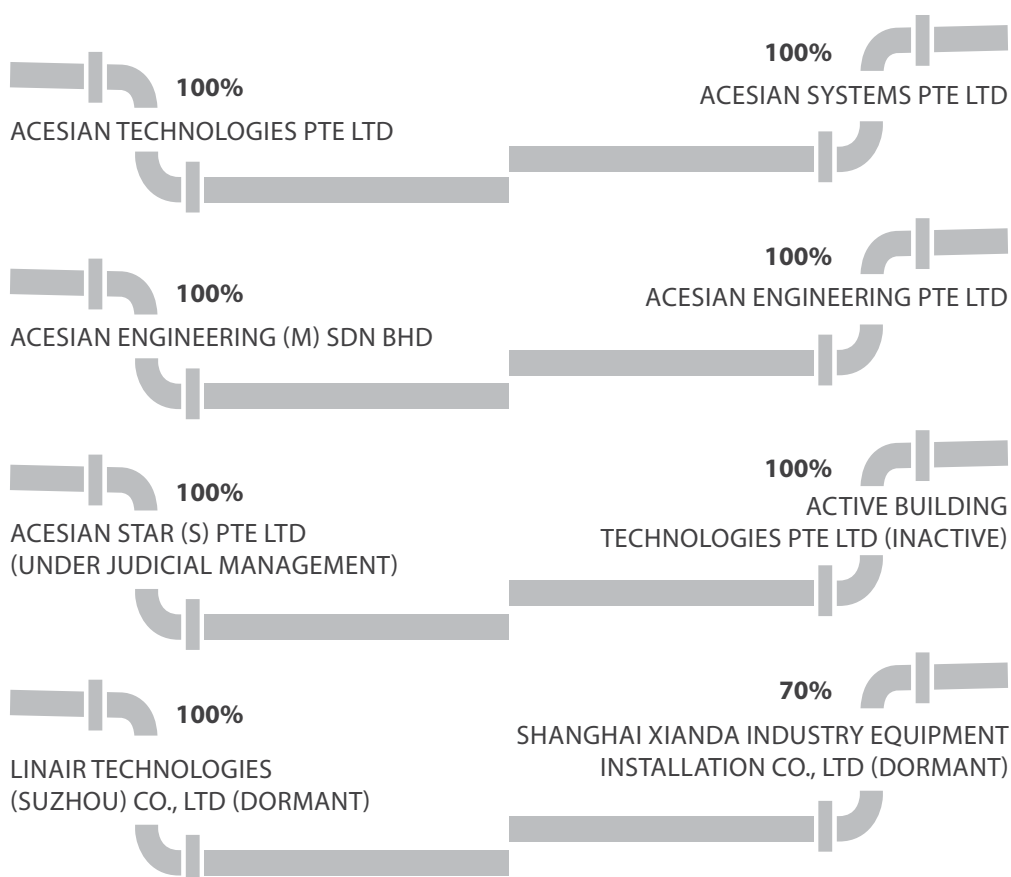 100%
ACESIAN TECHNOLOGIES PTE LTD
100%
ACESIAN SYSTEMS PTE LTD
100%
ACESIAN ENGINEERING (M) SDN BHD
100%
ACESIAN ENGINEERING PTE LTD
100%
ACESIAN STAR (S) PTE LTD
(UNDER JUDICIAL MANAGEMENT)
100%
ACTIVE BUILDING
TECHNOLOGIES PTE LTD (INACTIVE)
100%
LINAIR TECHNOLOGIES
(SUZHOU) CO., LTD (DORMANT)
70%
SHANGHAI XIANDA INDUSTRY EQUIPMENT
INSTALLATION CO., LTD (DORMANT)